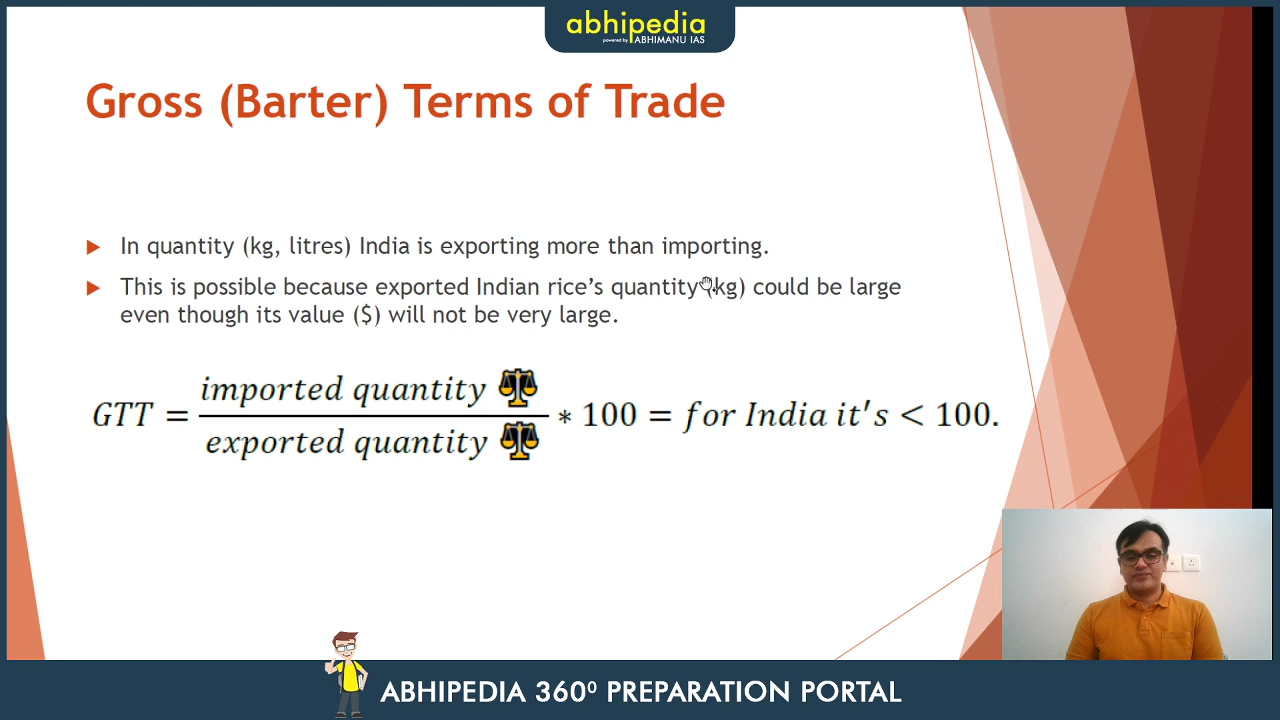 abhipedia
powered by ABHIMANU IAS
Gross (Barter) Terms of Trade
In quantity (kg, litres) India is exporting more than importing.
This is possible because exported Indian rice's quantity (kg) could be large
even though its value ($) will not be very large.
GTT = imported quantity / exported quantity * 100 = for India it's < 100.
ABHIPEDIA 360⁰ PREPARATION PORTAL